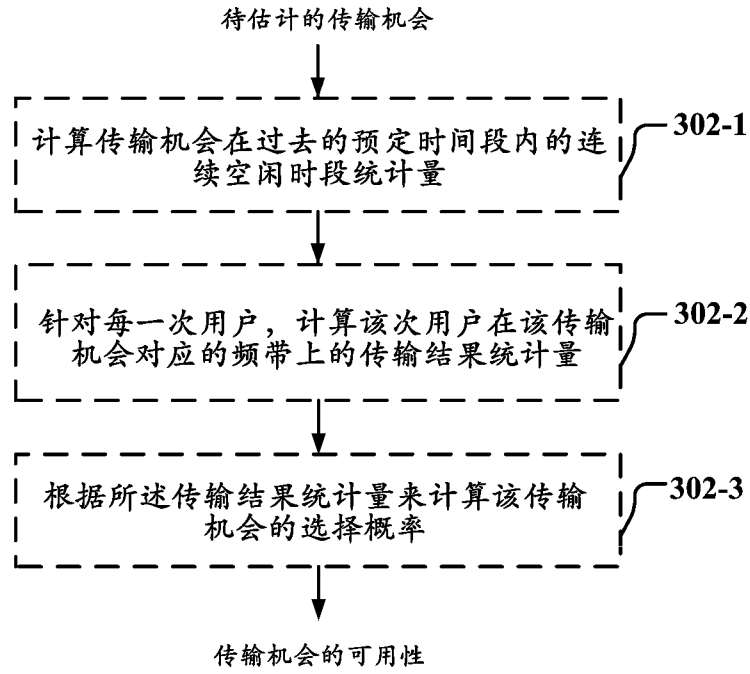 待估计的传输机会
计算传输机会在过去的预定时间段内的连
续空闲时段统计量
302-1
针对每一次用户，计算该次用户在该传输
机会对应的频带上的传输结果统计量
302-2
根据所述传输结果统计量来计算该传输
机会的选择概率
302-3
传输机会的可用性